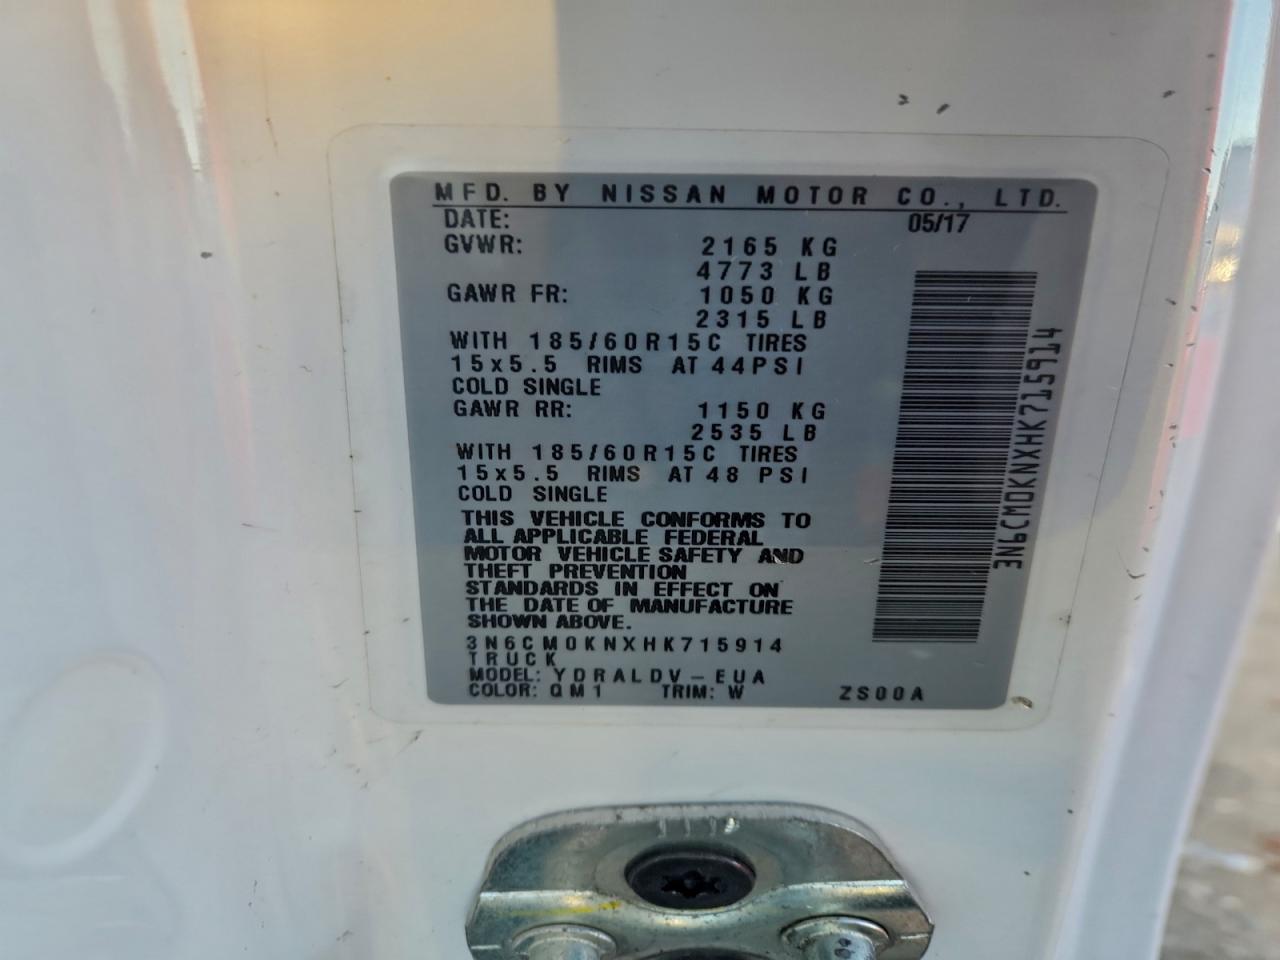 MFD. BY NISSAN MOTOR CO., LTD.
DATE: 05/17
GVWR: 2165 KG
4773 LB
GAWR FR: 1050 KG
2315 LB
WITH 185/60R15C TIRES
15x5.5 RIMS AT 44PSI
COLD SINGLE
GAWR RR: 1150 KG
2535 LB
WITH 185/60R15C TIRES
15x5.5 RIMS AT 48 PSI
COLD SINGLE
THIS VEHICLE CONFORMS TO
ALL APPLICABLE FEDERAL
MOTOR VEHICLE SAFETY AND
THEFT PREVENTION
STANDARDS IN EFFECT ON
THE DATE OF MANUFACTURE
SHOWN ABOVE.
3N6CM0KNXHK715914
TRUCK
MODEL: YDRALDV-EUA
COLOR: QM1 TRIM: W ZS00A
3N6CM0KNXHK715914